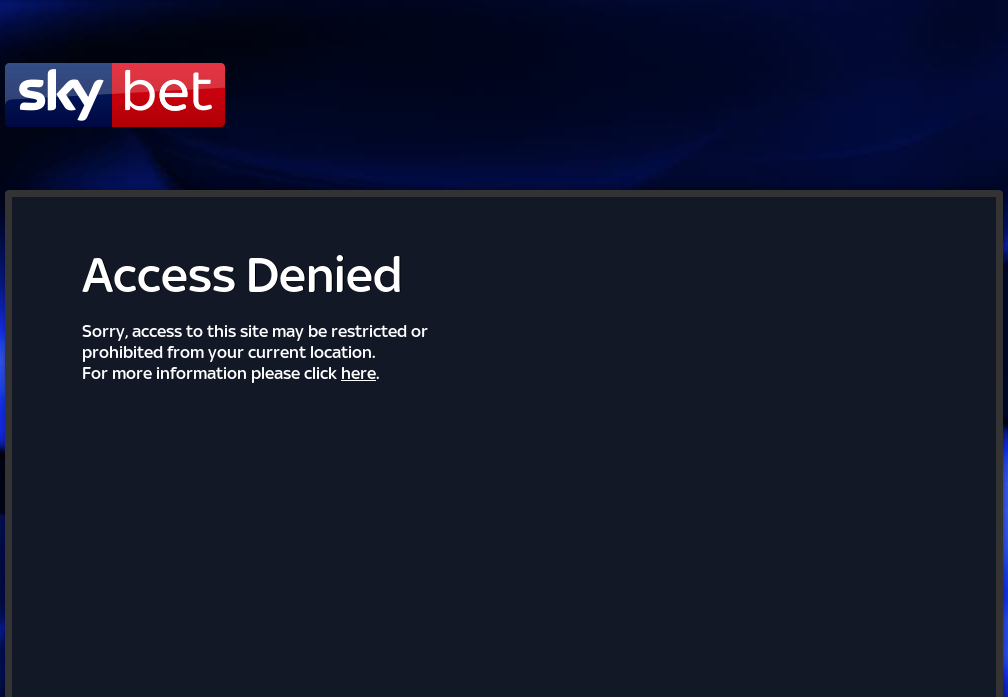 sky bet
Access Denied
Sorry, access to this site may be restricted or
prohibited from your current location.
For more information please click here.